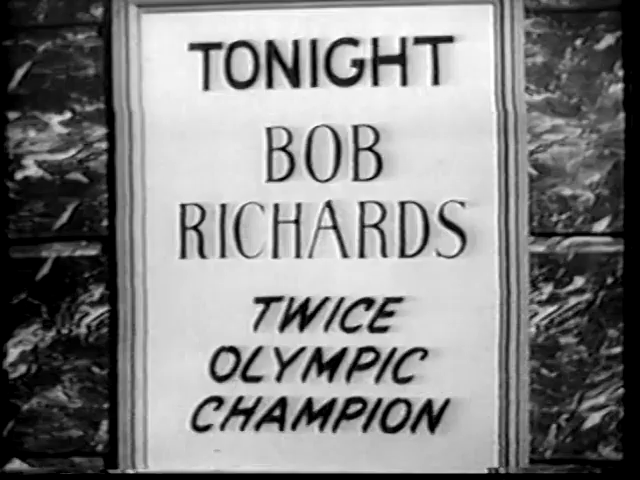 TONIGHT
BOB
RICHARDS
TWICE
OLYMPIC
CHAMPION